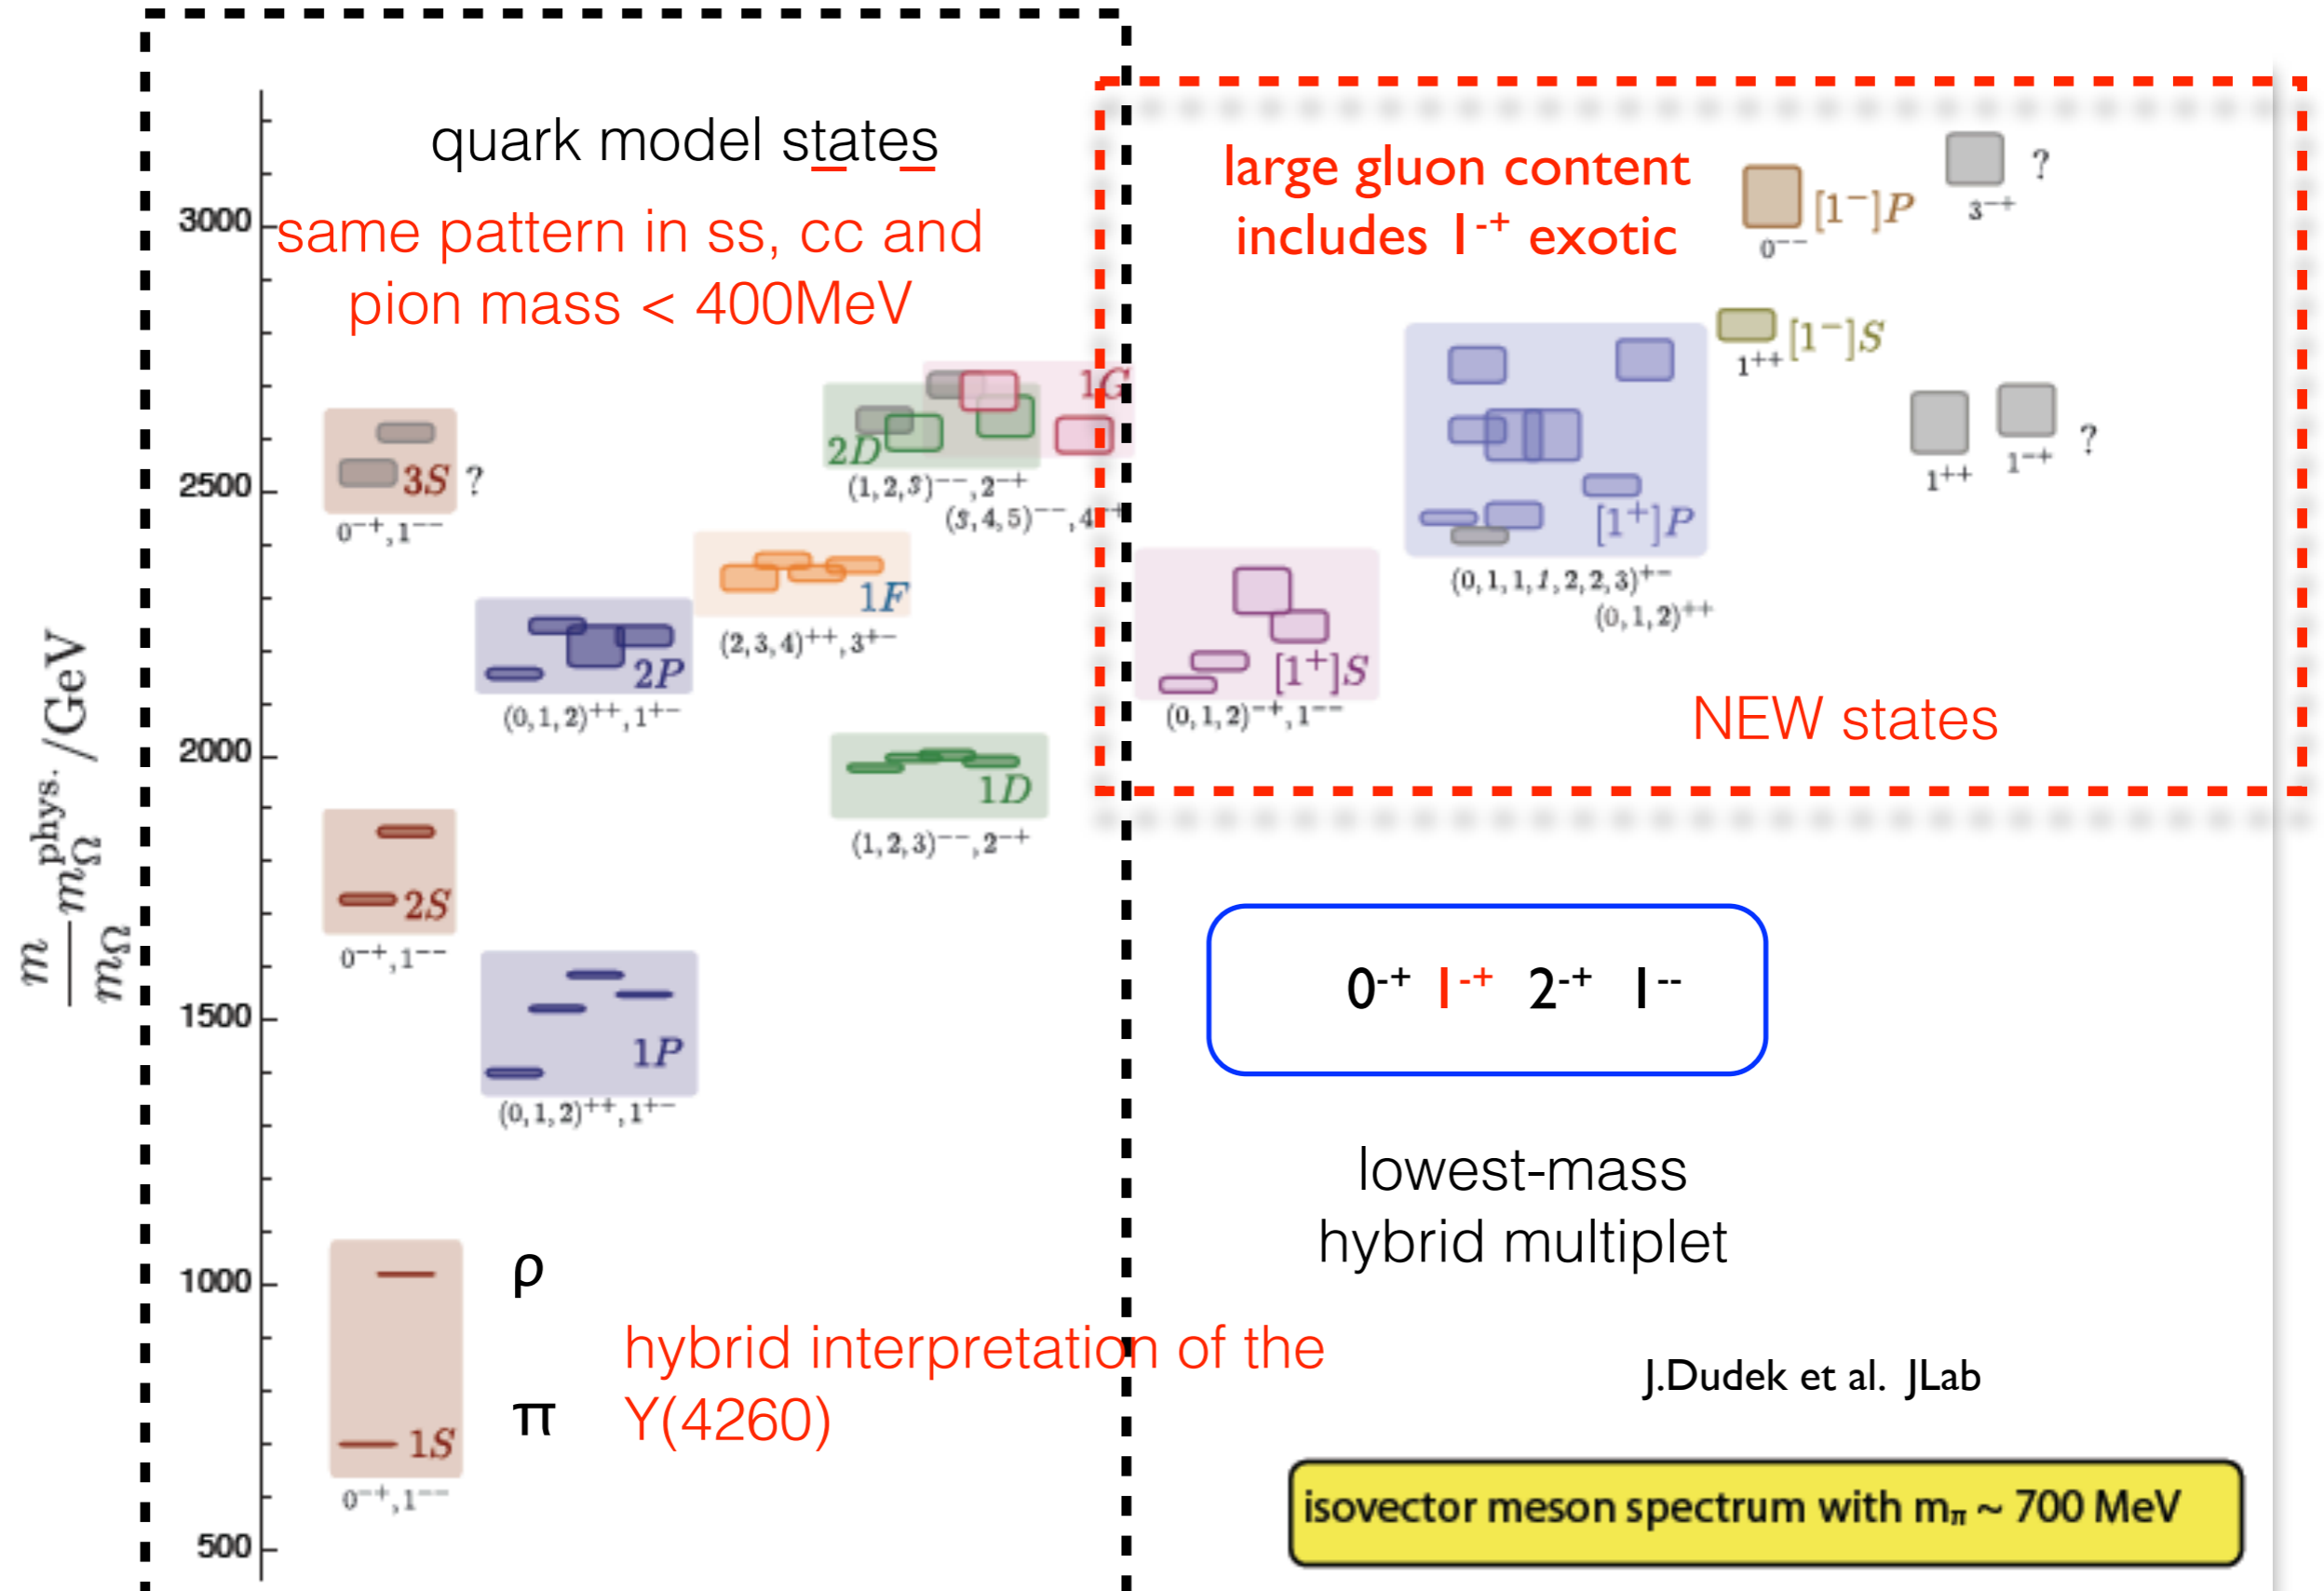 quark model states
same pattern in ss, cc and
pion mass < 400MeV
large gluon content
includes 1⁻⁺ exotic
[1⁻]P
0⁻⁻
?
3⁻⁺
[1⁻]S
1⁺⁺
1⁺⁺
1⁻⁺
?
m/m_Ω m_Ω^phys. /GeV
3000
2500
2000
1500
1000
500
3S ?
0⁻⁺, 1⁻⁻
2D
1G
(1, 2, 3)⁻⁻, 2⁻⁺
(3, 4, 5)⁻⁻, 4⁻⁺
1F
(2, 3, 4)⁺⁺, 3⁺⁻
2P
(0, 1, 2)⁺⁺, 1⁺⁻
[1⁺]P
(0, 1, 1, 1, 2, 2, 3)⁺⁻
(0, 1, 2)⁺⁺
[1⁺]S
(0, 1, 2)⁻⁺, 1⁻⁻
NEW states
1D
(1, 2, 3)⁻⁻, 2⁻⁺
2S
0⁻⁺, 1⁻⁻
1P
(0, 1, 2)⁺⁺, 1⁺⁻
0⁻⁺ 1⁻⁺ 2⁻⁺ 1⁻⁻
lowest-mass
hybrid multiplet
ρ
π
1S
0⁻⁺, 1⁻⁻
hybrid interpretation of the
Y(4260)
J.Dudek et al. JLab
isovector meson spectrum with mπ ~ 700 MeV